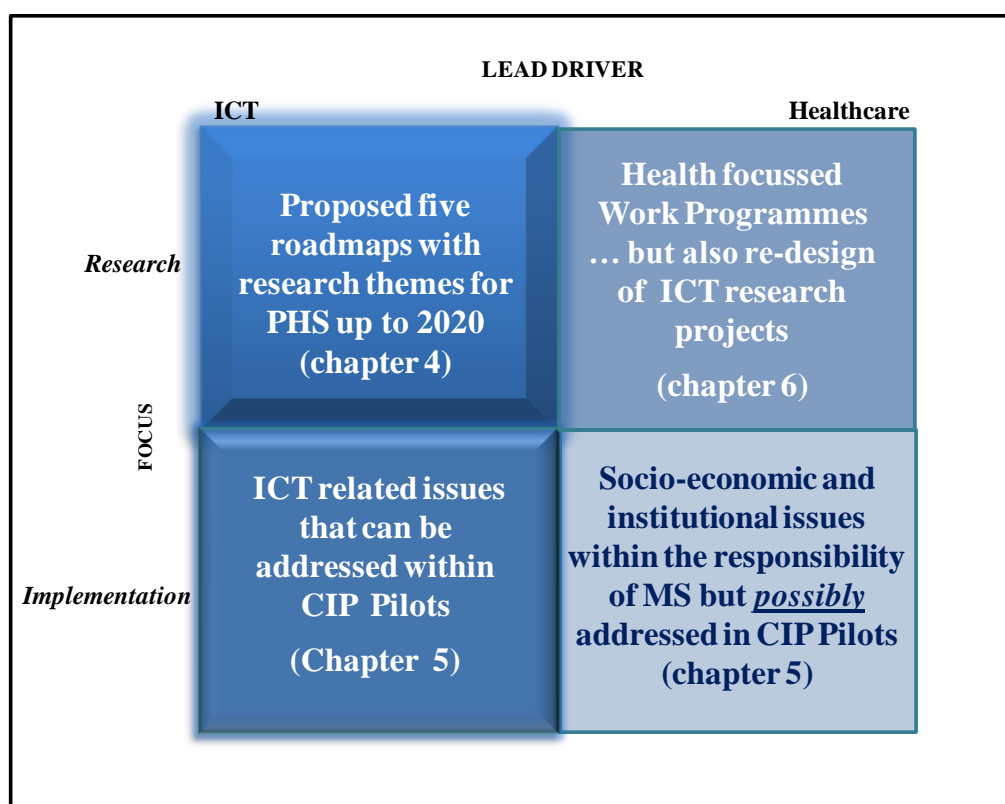 LEAD DRIVER
ICT
Healthcare
Research
Proposed five
roadmaps with
research themes for
PHS up to 2020
(chapter 4)
Health focussed
Work Programmes
… but also re-design
of ICT research
projects
(chapter 6)
FOCUS
Implementation
ICT related issues
that can be
addressed within
CIP Pilots
(Chapter 5)
Socio-economic and
institutional issues
within the responsibility
of MS but possibly
addressed in CIP Pilots
(chapter 5)